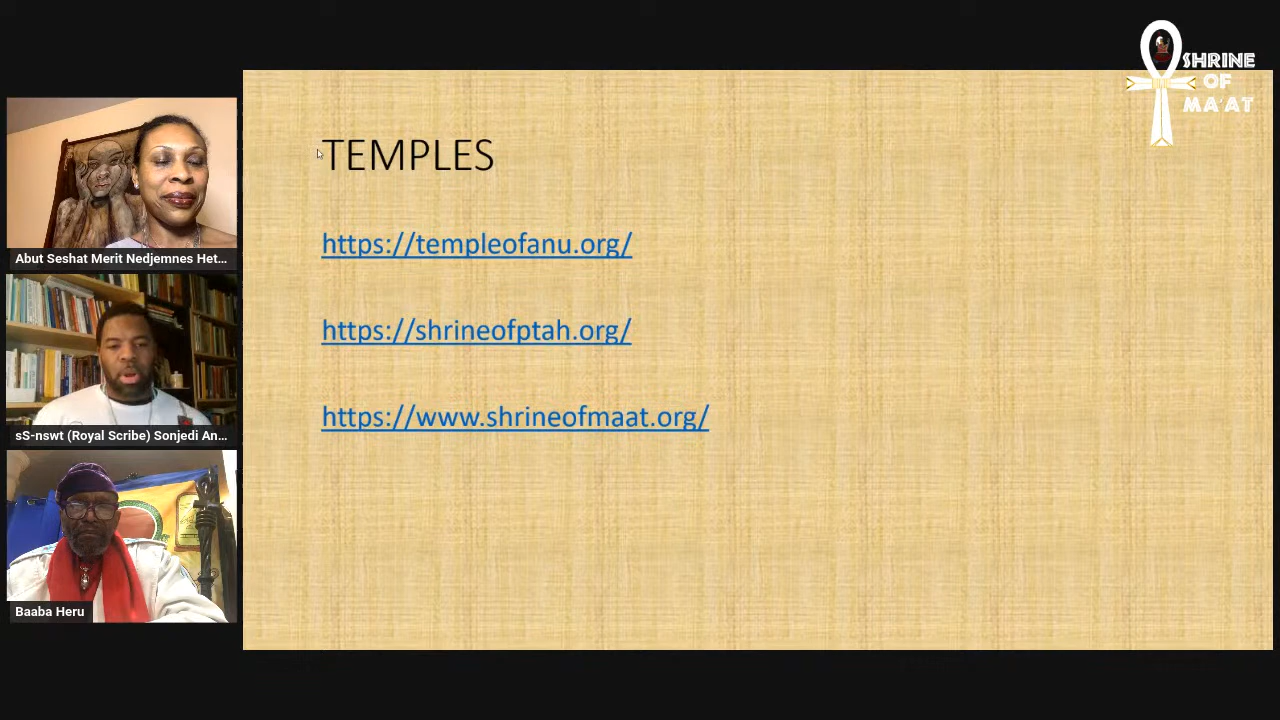 SHRINE
OF
MA'AT
TEMPLES
https://templeofanu.org/
https://shrineofptah.org/
https://www.shrineofmaat.org/
Abut Seshat Merit Nedjemnes Het...
sS-nswt (Royal Scribe) Sonjedi An...
Baaba Heru